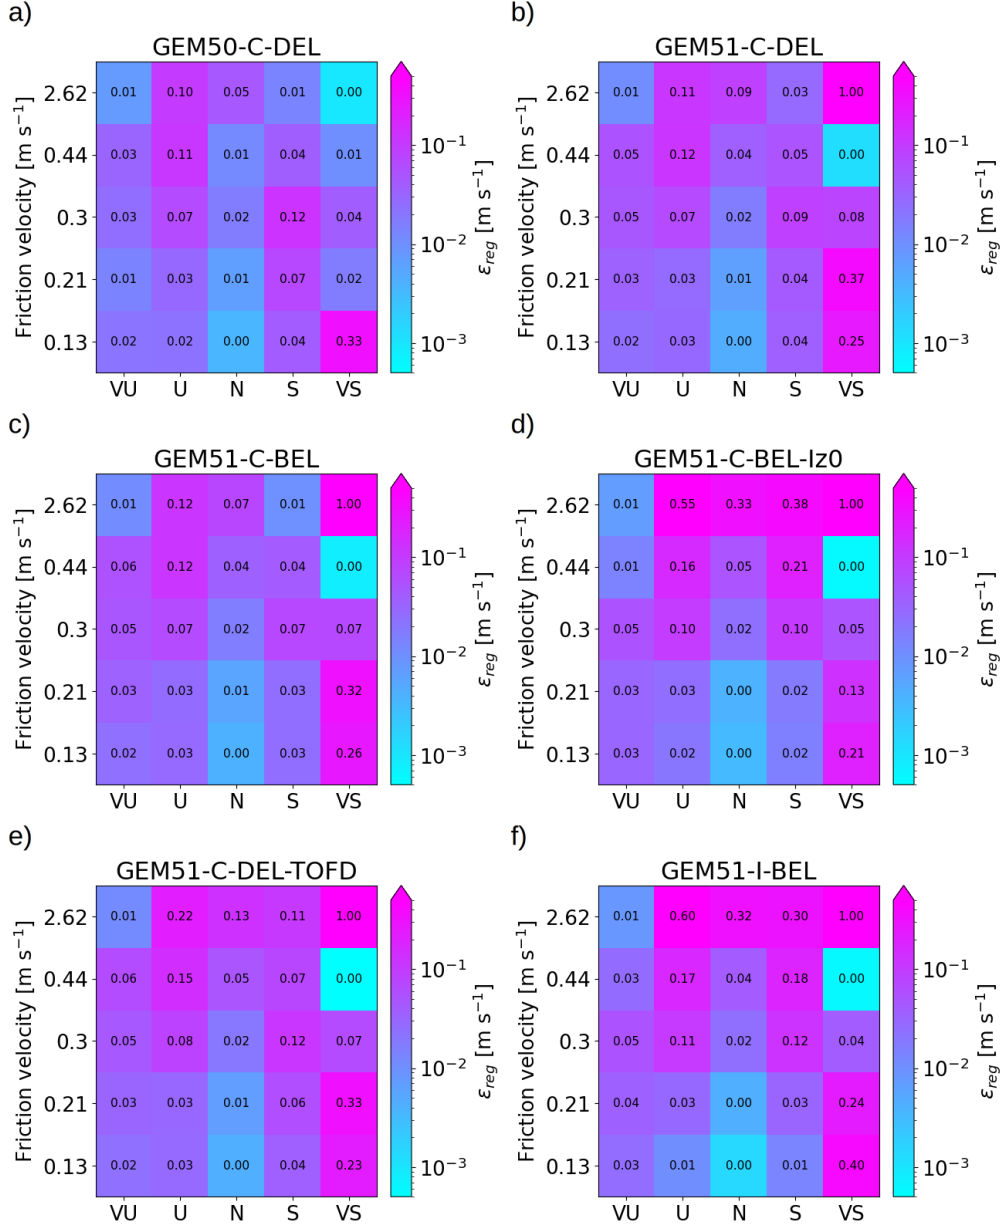 a)
GEM50-C-DEL
Friction velocity [m s⁻¹]
2.62 0.01 0.10 0.05 0.01 0.00
0.44 0.03 0.11 0.01 0.04 0.01
0.3 0.03 0.07 0.02 0.12 0.04
0.21 0.01 0.03 0.01 0.07 0.02
0.13 0.02 0.02 0.00 0.04 0.33
VU U N S VS
10⁻¹
10⁻²
10⁻³
εreg [m s⁻¹]
b)
GEM51-C-DEL
Friction velocity [m s⁻¹]
2.62 0.01 0.11 0.09 0.03 1.00
0.44 0.05 0.12 0.04 0.05 0.00
0.3 0.05 0.07 0.02 0.09 0.08
0.21 0.03 0.03 0.01 0.04 0.37
0.13 0.02 0.03 0.00 0.04 0.25
VU U N S VS
10⁻¹
10⁻²
10⁻³
εreg [m s⁻¹]
c)
GEM51-C-BEL
Friction velocity [m s⁻¹]
2.62 0.01 0.12 0.07 0.01 1.00
0.44 0.06 0.12 0.04 0.04 0.00
0.3 0.05 0.07 0.02 0.07 0.07
0.21 0.03 0.03 0.01 0.03 0.32
0.13 0.02 0.03 0.00 0.03 0.26
VU U N S VS
10⁻¹
10⁻²
10⁻³
εreg [m s⁻¹]
d)
GEM51-C-BEL-Iz0
Friction velocity [m s⁻¹]
2.62 0.01 0.55 0.33 0.38 1.00
0.44 0.01 0.16 0.05 0.21 0.00
0.3 0.05 0.10 0.02 0.10 0.05
0.21 0.03 0.03 0.00 0.02 0.13
0.13 0.03 0.02 0.00 0.02 0.21
VU U N S VS
10⁻¹
10⁻²
10⁻³
εreg [m s⁻¹]
e)
GEM51-C-DEL-TOFD
Friction velocity [m s⁻¹]
2.62 0.01 0.22 0.13 0.11 1.00
0.44 0.06 0.15 0.05 0.07 0.00
0.3 0.05 0.08 0.02 0.12 0.07
0.21 0.03 0.03 0.01 0.06 0.33
0.13 0.02 0.03 0.00 0.04 0.23
VU U N S VS
10⁻¹
10⁻²
10⁻³
εreg [m s⁻¹]
f)
GEM51-I-BEL
Friction velocity [m s⁻¹]
2.62 0.01 0.60 0.32 0.30 1.00
0.44 0.03 0.17 0.04 0.18 0.00
0.3 0.05 0.11 0.02 0.12 0.04
0.21 0.04 0.03 0.00 0.03 0.24
0.13 0.03 0.01 0.00 0.01 0.40
VU U N S VS
10⁻¹
10⁻²
10⁻³
εreg [m s⁻¹]